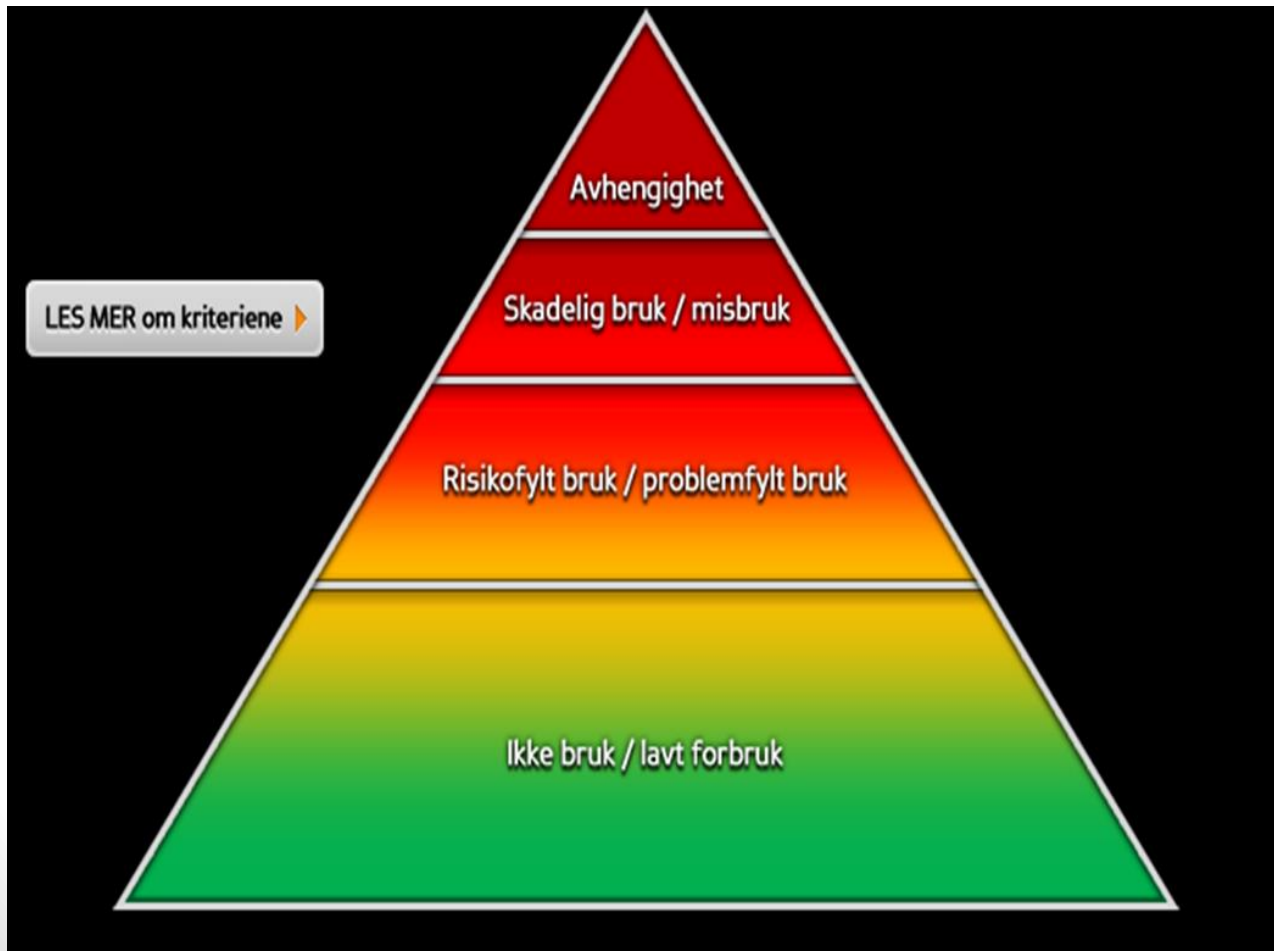 Avhengighet
Skadelig bruk / misbruk
LES MER om kriteriene
Risikofylt bruk / problemfylt bruk
Ikke bruk / lavt forbruk